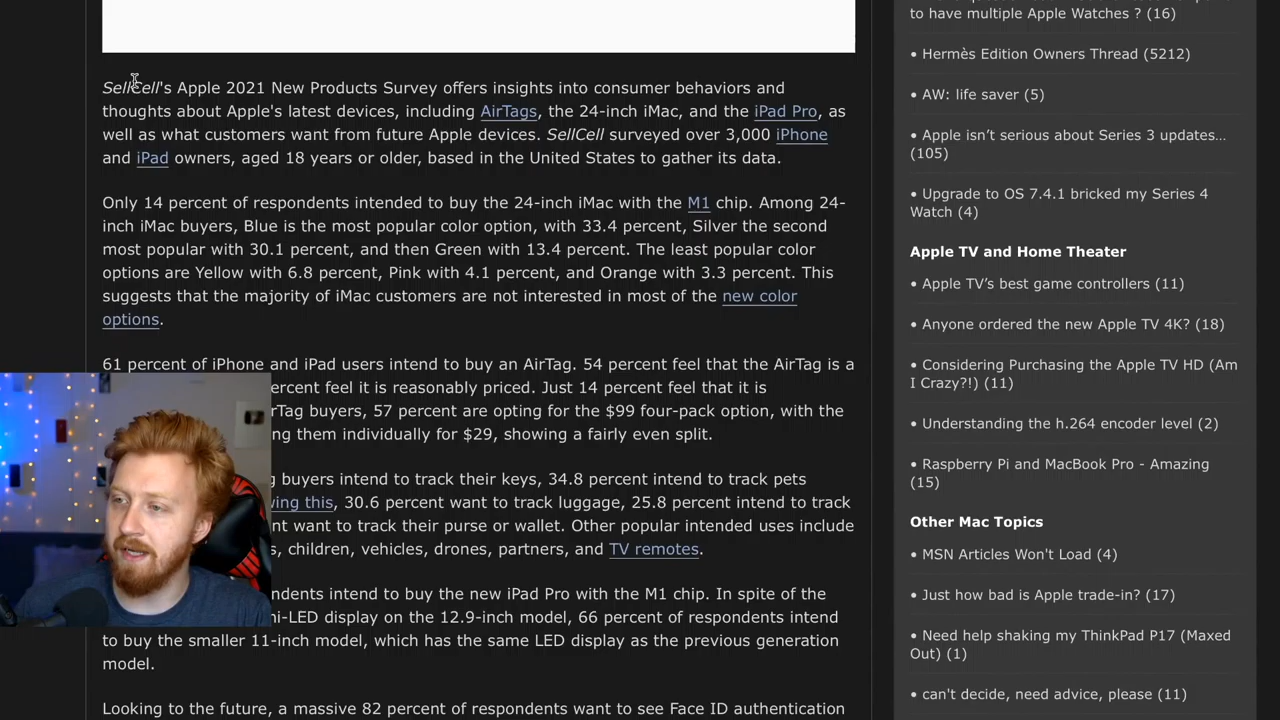 SellCell's Apple 2021 New Products Survey offers insights into consumer behaviors and
thoughts about Apple's latest devices, including AirTags, the 24-inch iMac, and the iPad Pro, as
well as what customers want from future Apple devices. SellCell surveyed over 3,000 iPhone
and iPad owners, aged 18 years or older, based in the United States to gather its data.
Only 14 percent of respondents intended to buy the 24-inch iMac with the M1 chip. Among 24-
inch iMac buyers, Blue is the most popular color option, with 33.4 percent, Silver the second
most popular with 30.1 percent, and then Green with 13.4 percent. The least popular color
options are Yellow with 6.8 percent, Pink with 4.1 percent, and Orange with 3.3 percent. This
suggests that the majority of iMac customers are not interested in most of the new color
options.
61 percent of iPhone and iPad users intend to buy an AirTag. 54 percent feel that the AirTag is a
ercent feel it is reasonably priced. Just 14 percent feel that it is
rTag buyers, 57 percent are opting for the $99 four-pack option, with the
ng them individually for $29, showing a fairly even split.
g buyers intend to track their keys, 34.8 percent intend to track pets
wing this, 30.6 percent want to track luggage, 25.8 percent intend to track
nt want to track their purse or wallet. Other popular intended uses include
s, children, vehicles, drones, partners, and TV remotes.
ndents intend to buy the new iPad Pro with the M1 chip. In spite of the
ni-LED display on the 12.9-inch model, 66 percent of respondents intend
to buy the smaller 11-inch model, which has the same LED display as the previous generation
model.
Looking to the future, a massive 82 percent of respondents want to see Face ID authentication
to have multiple Apple Watches ? (16)
• Hermès Edition Owners Thread (5212)
• AW: life saver (5)
• Apple isn’t serious about Series 3 updates…
(105)
• Upgrade to OS 7.4.1 bricked my Series 4
Watch (4)
Apple TV and Home Theater
• Apple TV’s best game controllers (11)
• Anyone ordered the new Apple TV 4K? (18)
• Considering Purchasing the Apple TV HD (Am
I Crazy?!) (11)
• Understanding the h.264 encoder level (2)
• Raspberry Pi and MacBook Pro - Amazing
(15)
Other Mac Topics
• MSN Articles Won't Load (4)
• Just how bad is Apple trade-in? (17)
• Need help shaking my ThinkPad P17 (Maxed
Out) (1)
• can't decide, need advice, please (11)